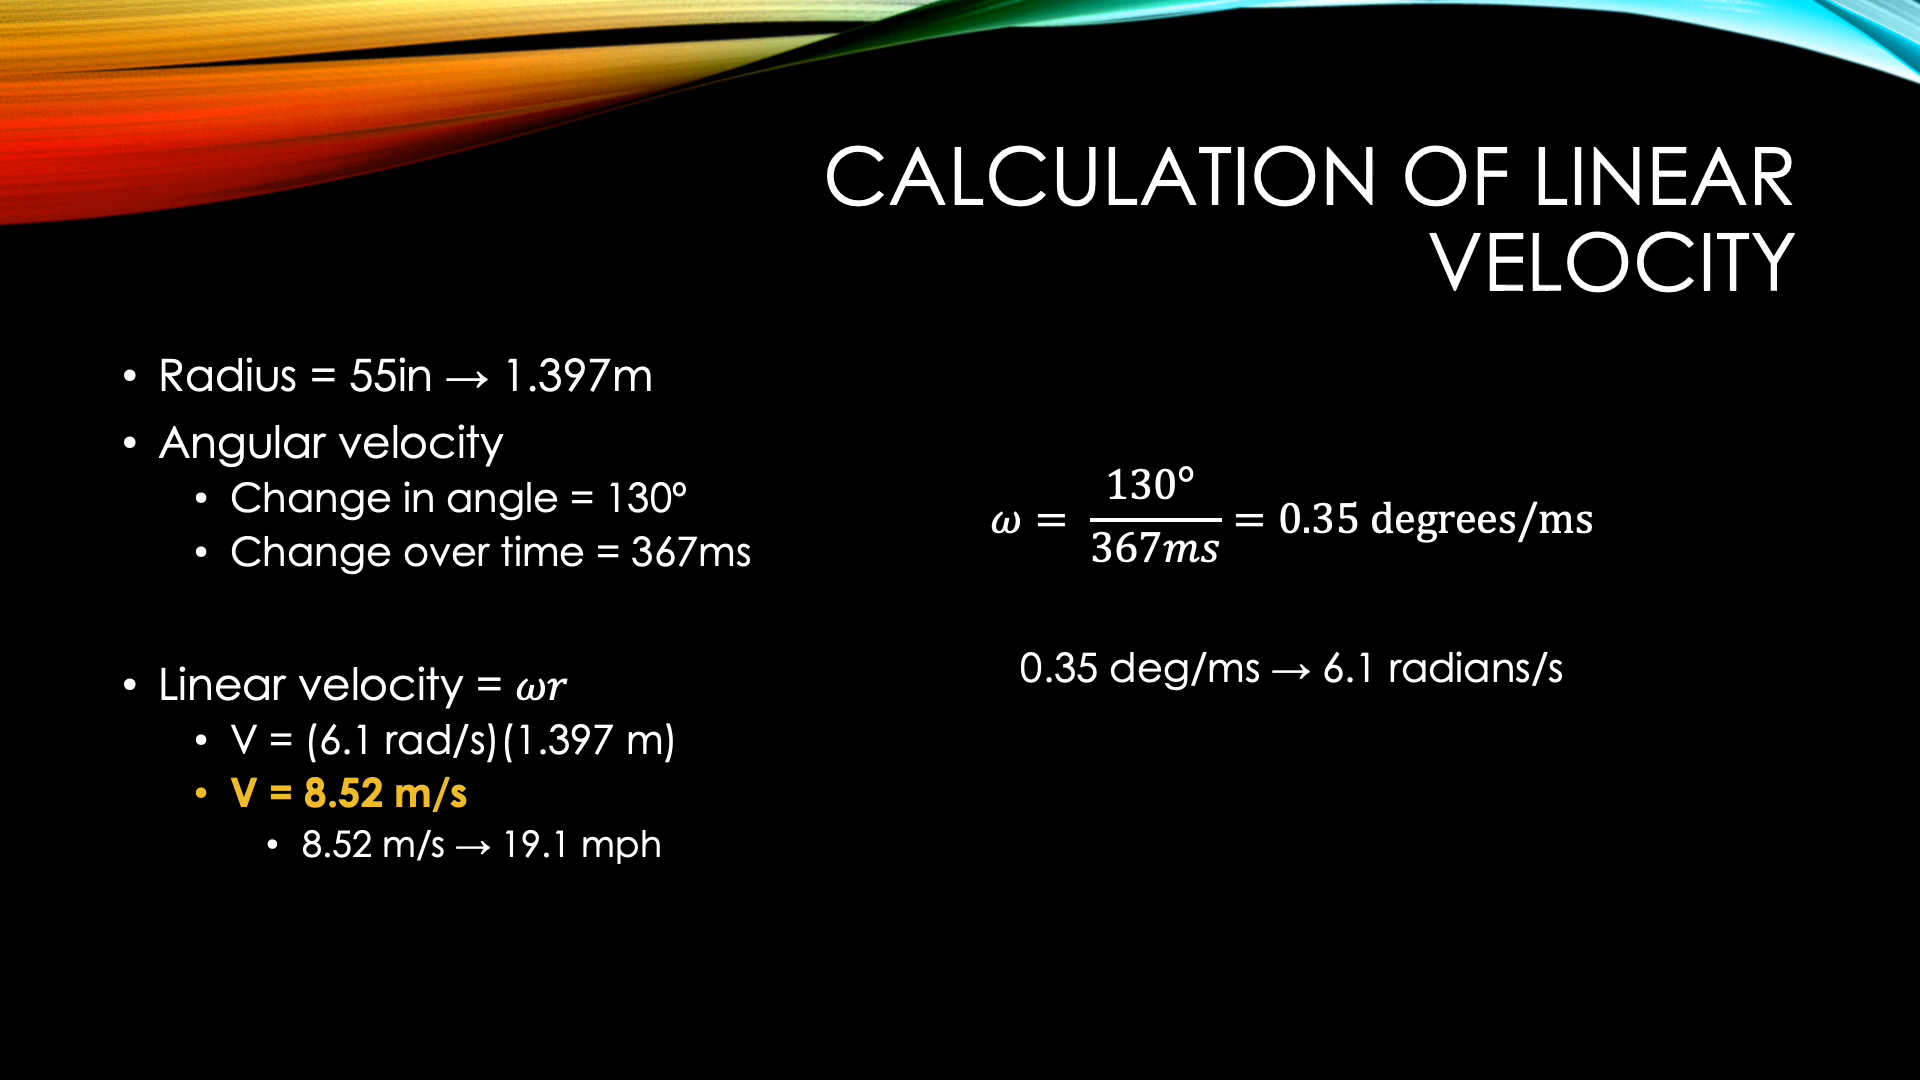 CALCULATION OF LINEAR
VELOCITY
• Radius = 55in → 1.397m
• Angular velocity
• Change in angle = 130º
• Change over time = 367ms
• Linear velocity = 𝜔𝑟
• V = (6.1 rad/s)(1.397 m)
• V = 8.52 m/s
• 8.52 m/s → 19.1 mph
𝜔 = 130º / 367𝑚𝑠 = 0.35 degrees/ms
0.35 deg/ms → 6.1 radians/s